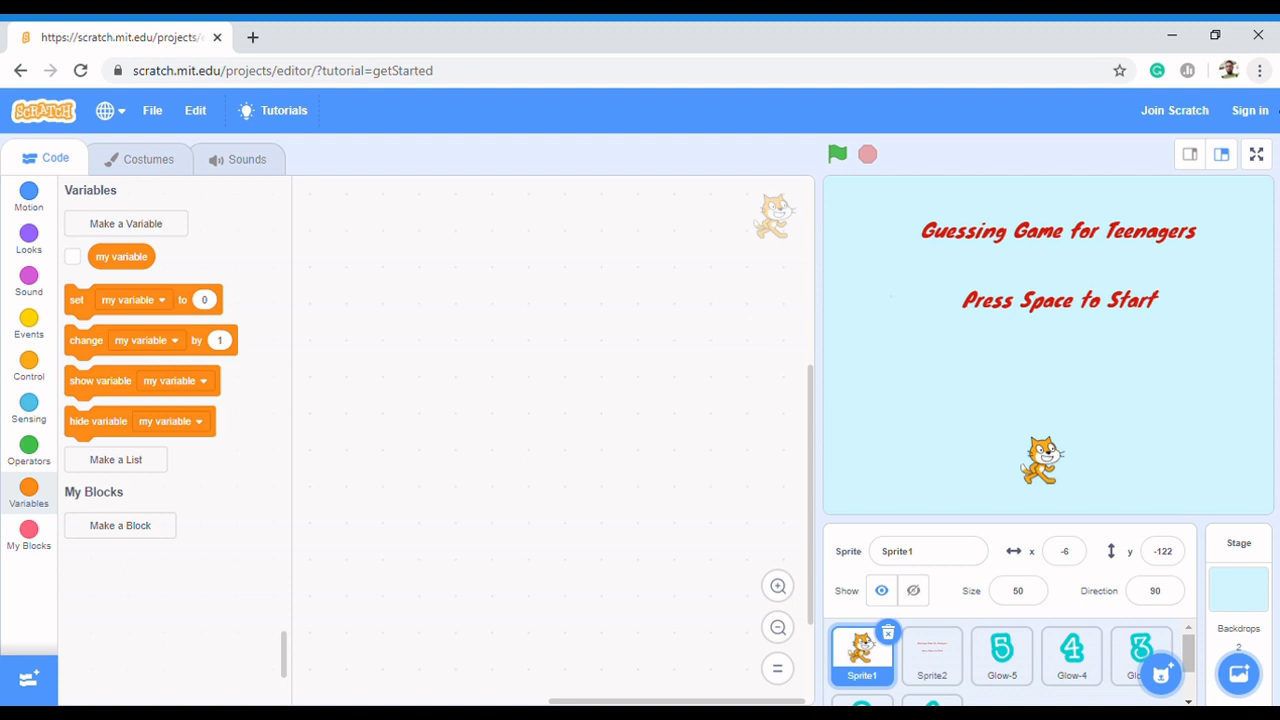 https://scratch.mit.edu/projects/
scratch.mit.edu/projects/editor/?tutorial=getStarted
SCRATCH File Edit Tutorials Join Scratch Sign in
Code Costumes Sounds
Motion
Looks
Sound
Events
Control
Sensing
Operators
Variables
My Blocks
Variables
Make a Variable
my variable
set my variable to 0
change my variable by 1
show variable my variable
hide variable my variable
Make a List
My Blocks
Make a Block
Guessing Game for Teenagers
Press Space to Start
Sprite Sprite1 x -6 y -122
Show Size 50 Direction 90
Stage
Backdrops
2
Sprite1 Sprite2 Glow-5 Glow-4
5 4 3